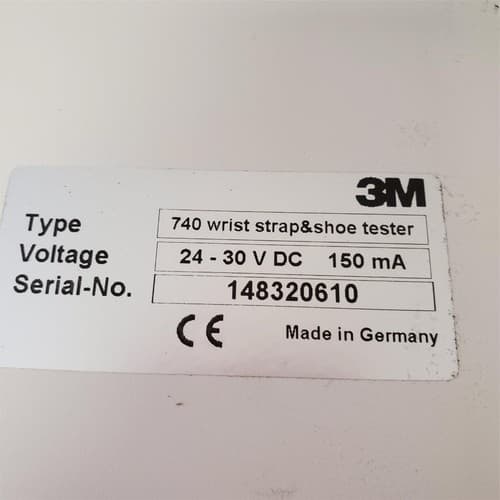 3M
Type 740 wrist strap&shoe tester
Voltage 24 - 30 V DC 150 mA
Serial-No. 148320610
CE Made in Germany